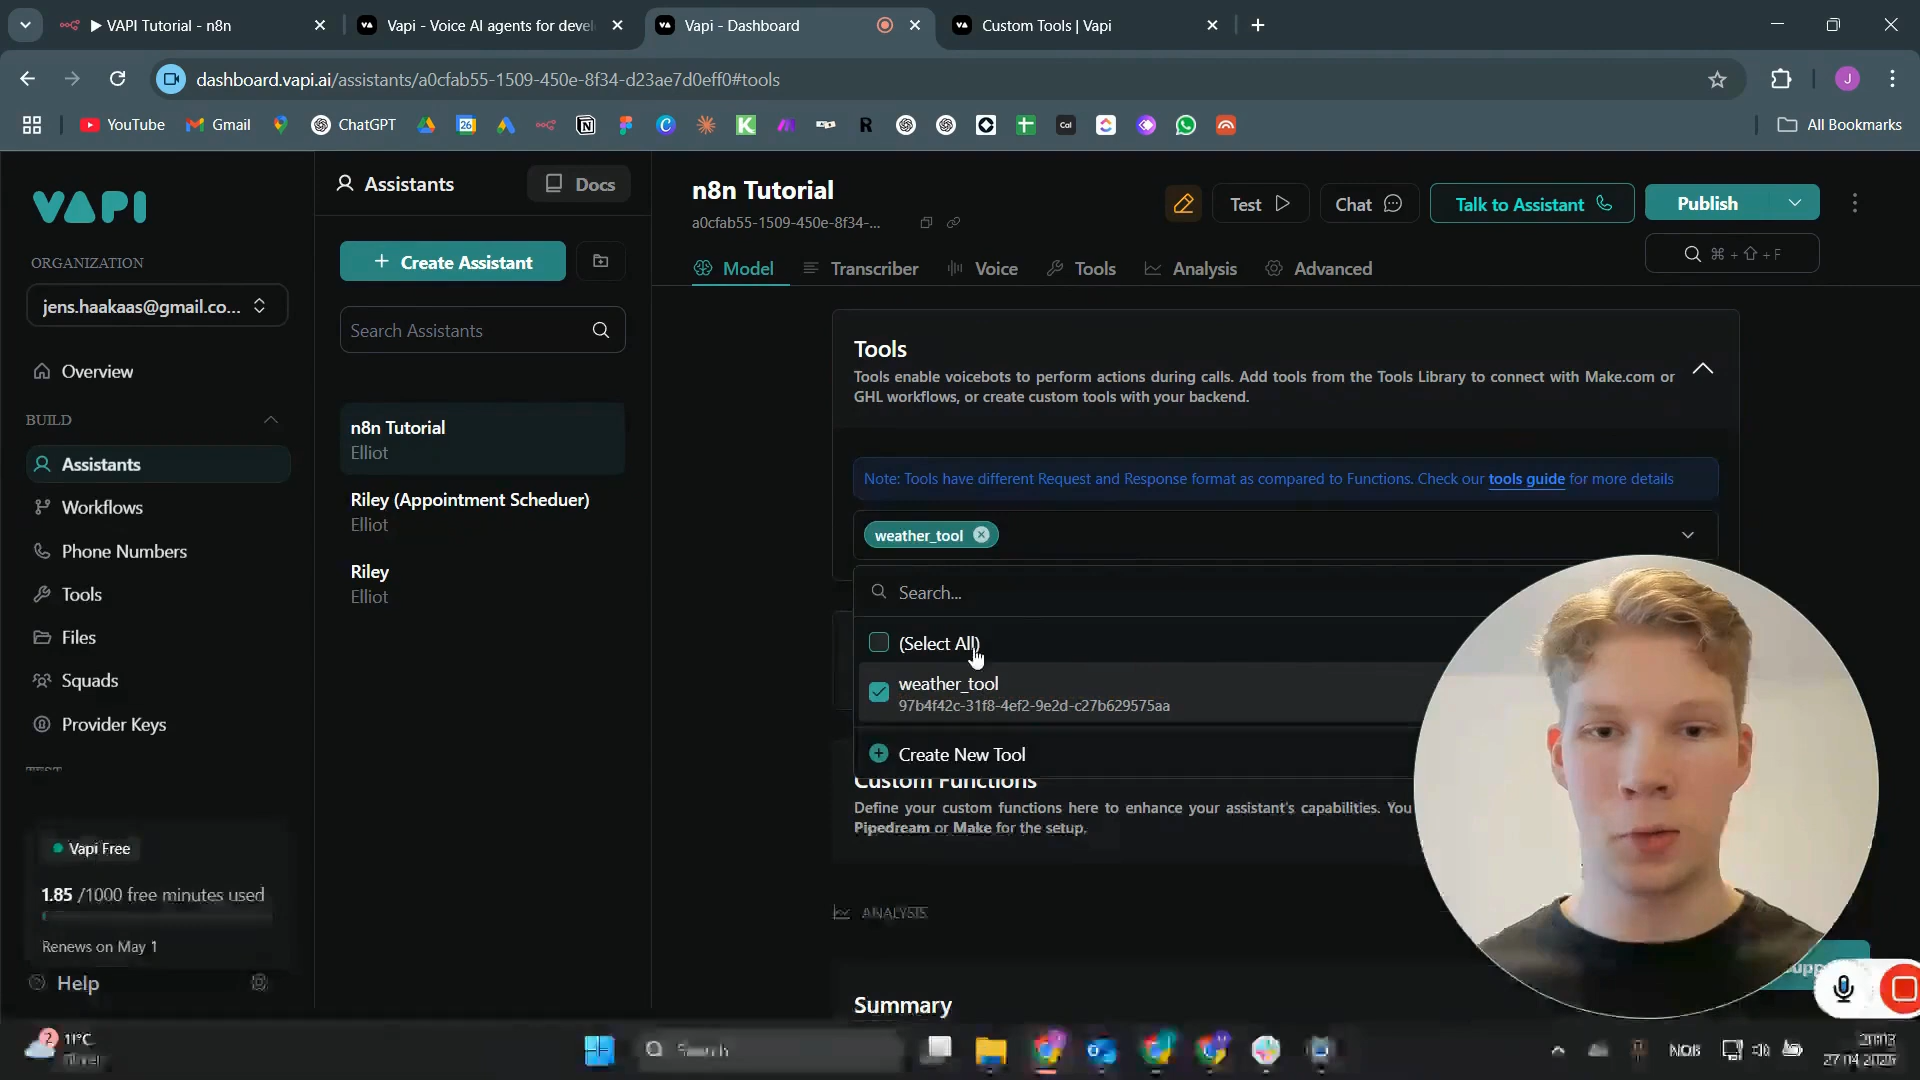 ▶ VAPI Tutorial - n8n
Vapi - Voice AI agents for devel
Vapi - Dashboard
Custom Tools | Vapi
dashboard.vapi.ai/assistants/a0cfab55-1509-450e-8f34-d23ae7d0eff0#tools
J
YouTube
Gmail
ChatGPT
All Bookmarks
VAPI
ORGANIZATION
jens.haakaas@gmail.co...
Overview
BUILD
Assistants
Workflows
Phone Numbers
Tools
Files
Squads
Provider Keys
TEST
Vapi Free
1.85 /1000 free minutes used
Renews on May 1
Help
Assistants
Docs
+ Create Assistant
Search Assistants
n8n Tutorial
Elliot
Riley (Appointment Scheduer)
Elliot
Riley
Elliot
n8n Tutorial
a0cfab55-1509-450e-8f34-...
Test
Chat
Talk to Assistant
Publish
⌘ + ⇧ + F
Model
Transcriber
Voice
Tools
Analysis
Advanced
Tools
Tools enable voicebots to perform actions during calls. Add tools from the Tools Library to connect with Make.com or
GHL workflows, or create custom tools with your backend.
Note: Tools have different Request and Response format as compared to Functions. Check our tools guide for more details
weather_tool
Search...
(Select All)
weather_tool
97b4f42c-31f8-4ef2-9e2d-c27b629575aa
Create New Tool
Custom Functions
Define your custom functions here to enhance your assistant's capabilities. You
Pipedream or Make for the setup.
ANALYSIS
Summary
2
11°C
Search
NOB